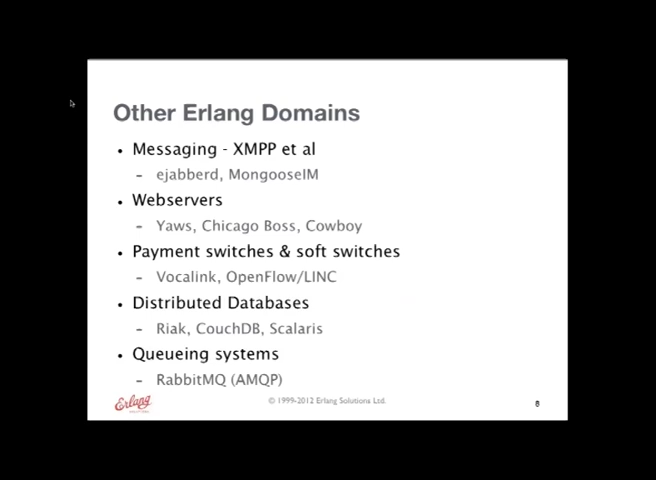 Other Erlang Domains
• Messaging - XMPP et al
– ejabberd, MongooseIM
• Webservers
– Yaws, Chicago Boss, Cowboy
• Payment switches & soft switches
– Vocalink, OpenFlow/LINC
• Distributed Databases
– Riak, CouchDB, Scalaris
• Queueing systems
– RabbitMQ (AMQP)
Erlang
© 1999-2012 Erlang Solutions Ltd.
8